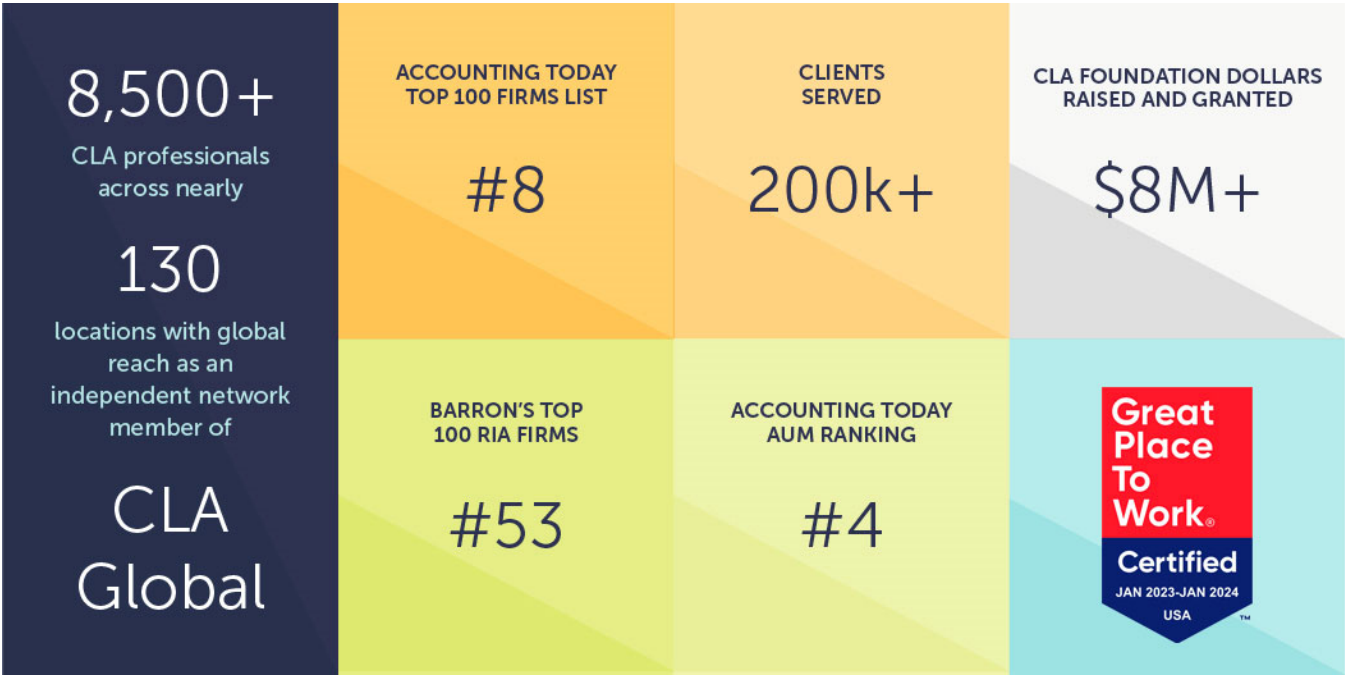 8,500+
CLA professionals
across nearly
130
locations with global
reach as an
independent network
member of
CLA
Global
ACCOUNTING TODAY
TOP 100 FIRMS LIST
#8
CLIENTS
SERVED
200k+
CLA FOUNDATION DOLLARS
RAISED AND GRANTED
$8M+
BARRON’S TOP
100 RIA FIRMS
#53
ACCOUNTING TODAY
AUM RANKING
#4
Great
Place
To
Work®
Certified
JAN 2023-JAN 2024
USA
™